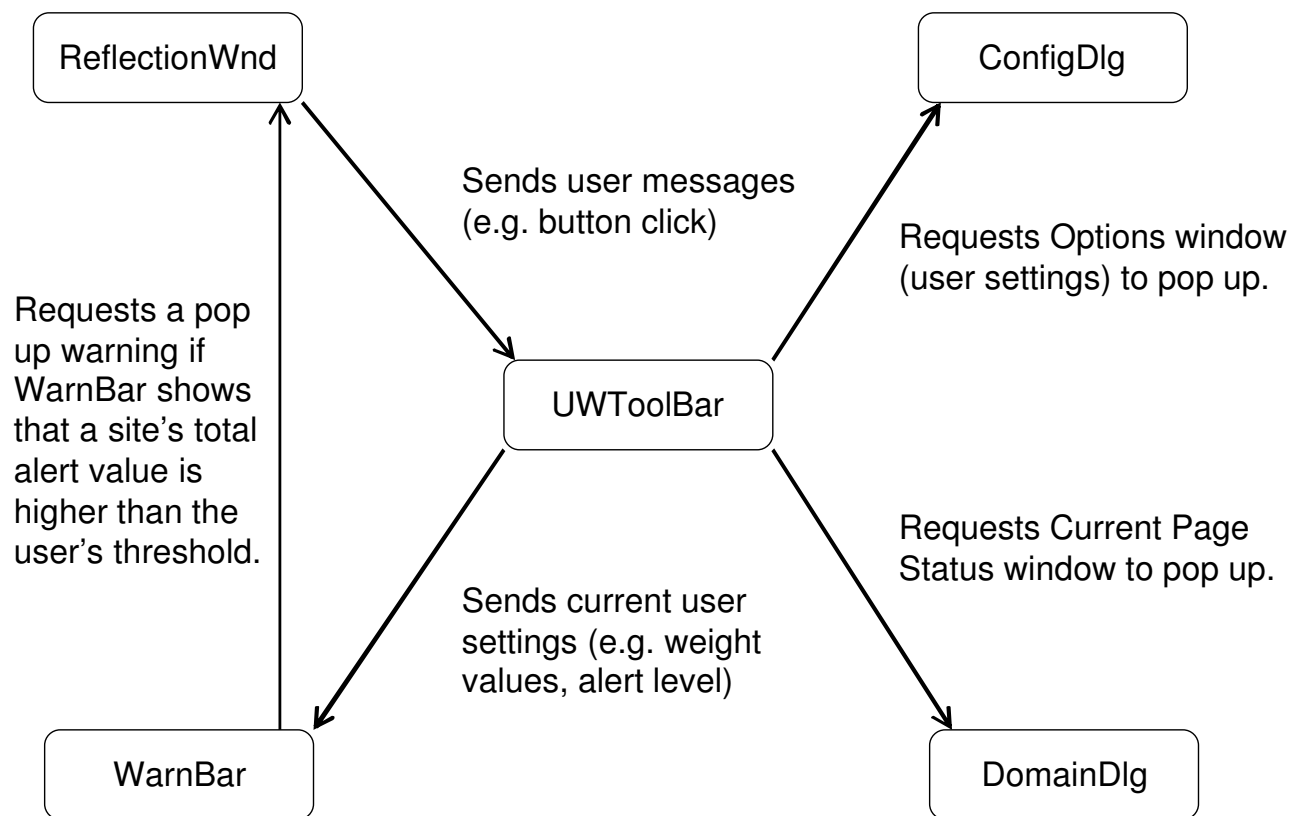 ReflectionWnd
ConfigDlg
Sends user messages
(e.g. button click)
Requests Options window
(user settings) to pop up.
Requests a pop
up warning if
WarnBar shows
that a site’s total
alert value is
higher than the
user’s threshold.
UWToolBar
Requests Current Page
Status window to pop up.
Sends current user
settings (e.g. weight
values, alert level)
WarnBar
DomainDlg